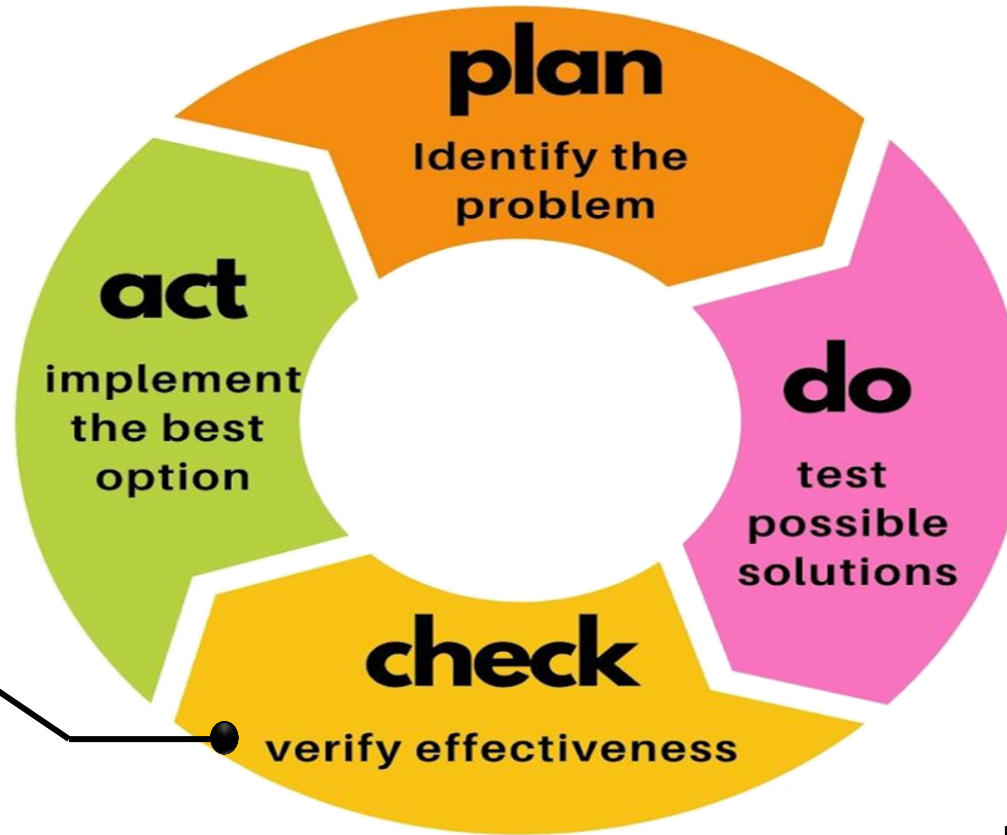 plan
Identify the
problem
do
test
possible
solutions
check
verify effectiveness
act
implement
the best
option